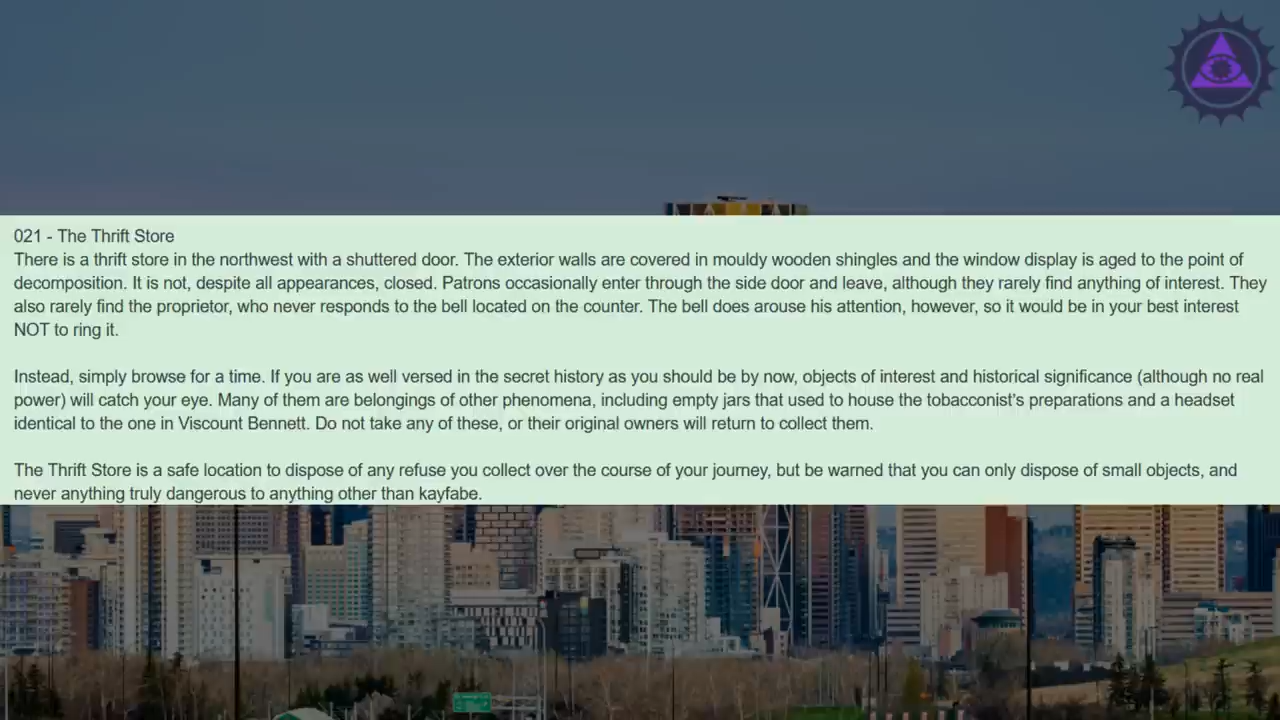 021 - The Thrift Store
There is a thrift store in the northwest with a shuttered door. The exterior walls are covered in mouldy wooden shingles and the window display is aged to the point of
decomposition. It is not, despite all appearances, closed. Patrons occasionally enter through the side door and leave, although they rarely find anything of interest. They
also rarely find the proprietor, who never responds to the bell located on the counter. The bell does arouse his attention, however, so it would be in your best interest
NOT to ring it.
Instead, simply browse for a time. If you are as well versed in the secret history as you should be by now, objects of interest and historical significance (although no real
power) will catch your eye. Many of them are belongings of other phenomena, including empty jars that used to house the tobacconist's preparations and a headset
identical to the one in Viscount Bennett. Do not take any of these, or their original owners will return to collect them.
The Thrift Store is a safe location to dispose of any refuse you collect over the course of your journey, but be warned that you can only dispose of small objects, and
never anything truly dangerous to anything other than kayfabe.